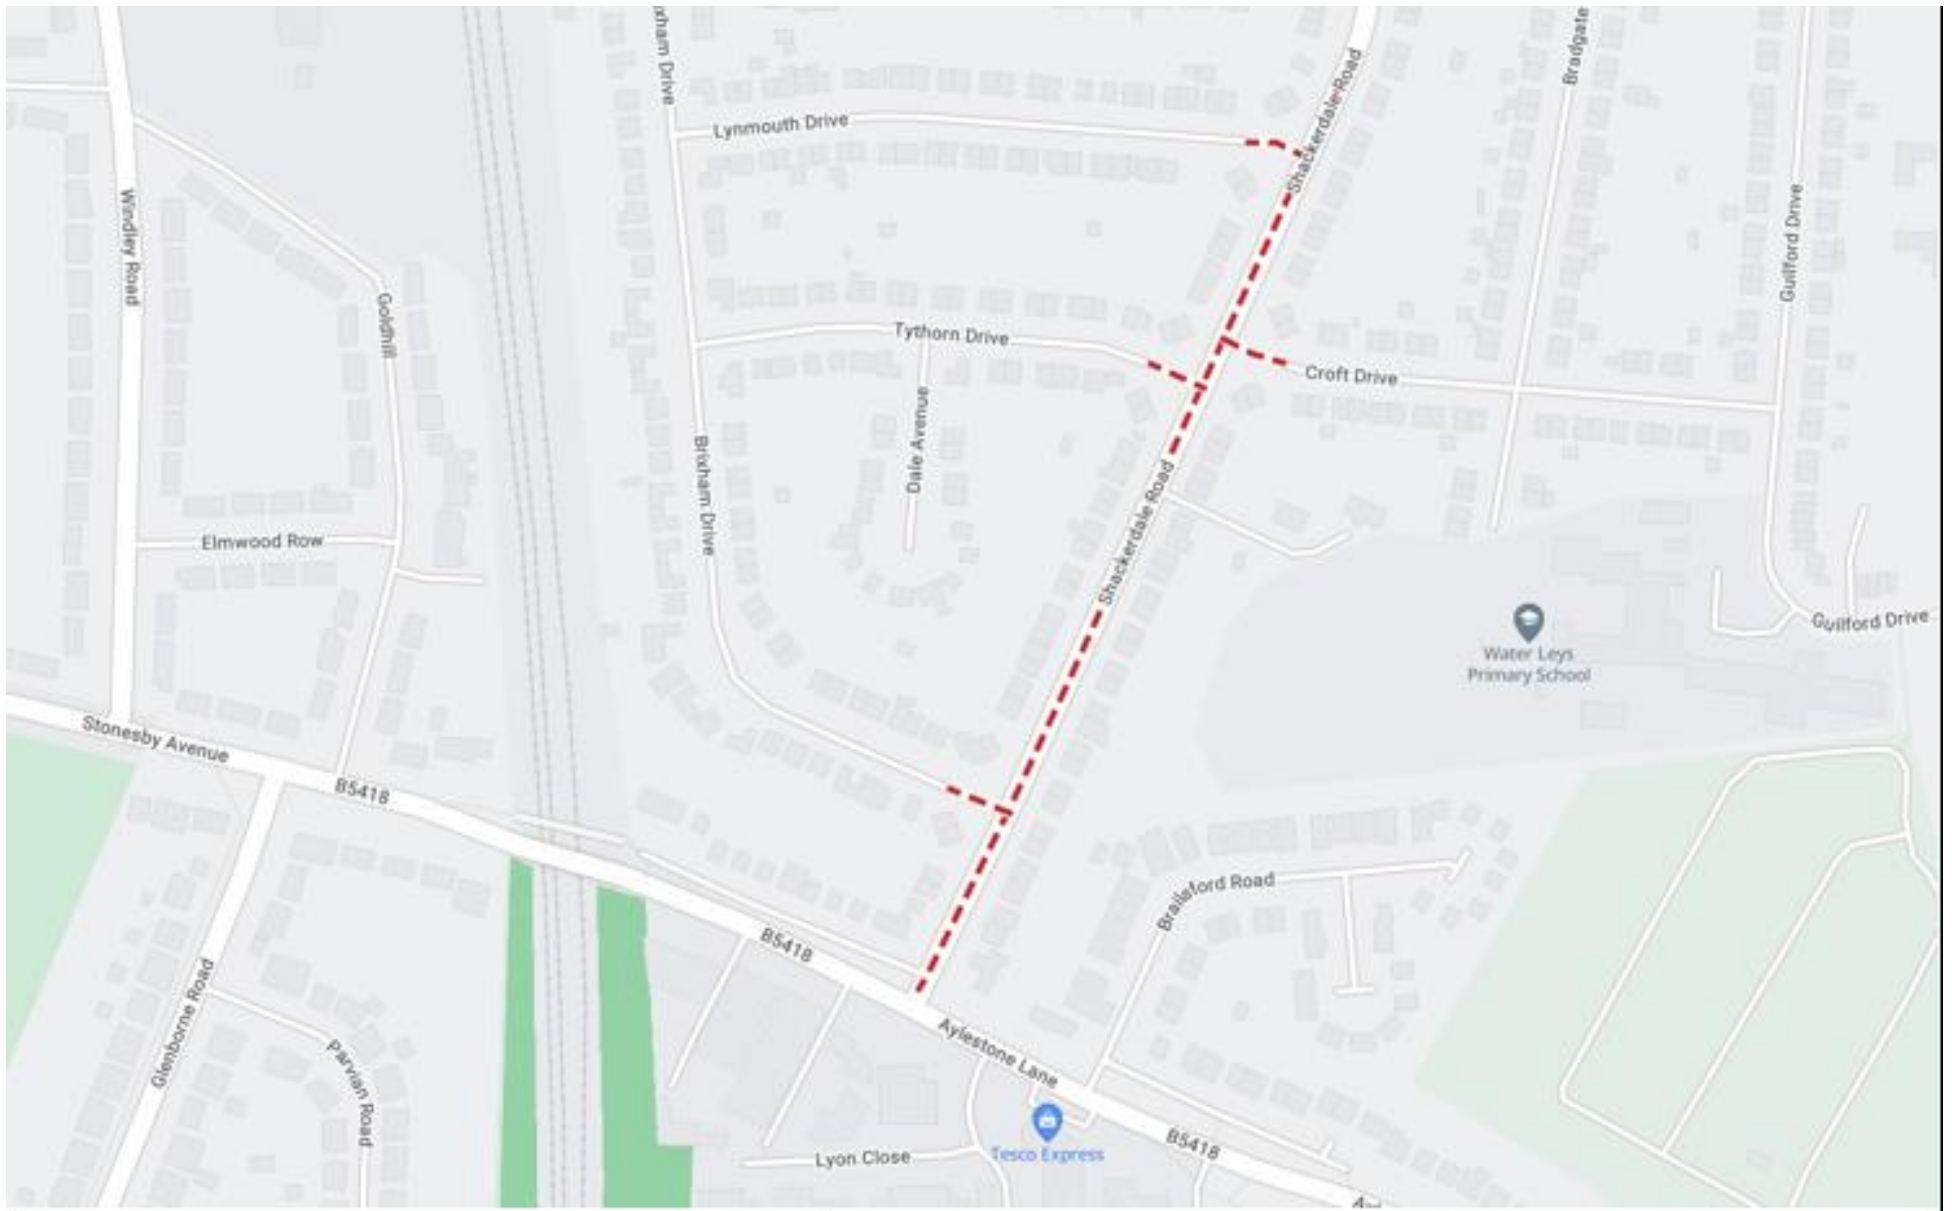 xham Drive
Lynmouth Drive
Shackerdale Road
Bradgate
Windley Road
Goldhill
Guilford Drive
Tythorn Drive
Croft Drive
Dale Avenue
Brixham Drive
Shackerdale Road
Elmwood Row
Guilford Drive
Water Leys
Primary School
Stonesby Avenue
B5418
Brailsford Road
B5418
Glenborne Road
Aylestone Lane
Parvian Road
Tesco Express
B5418
Lyon Close